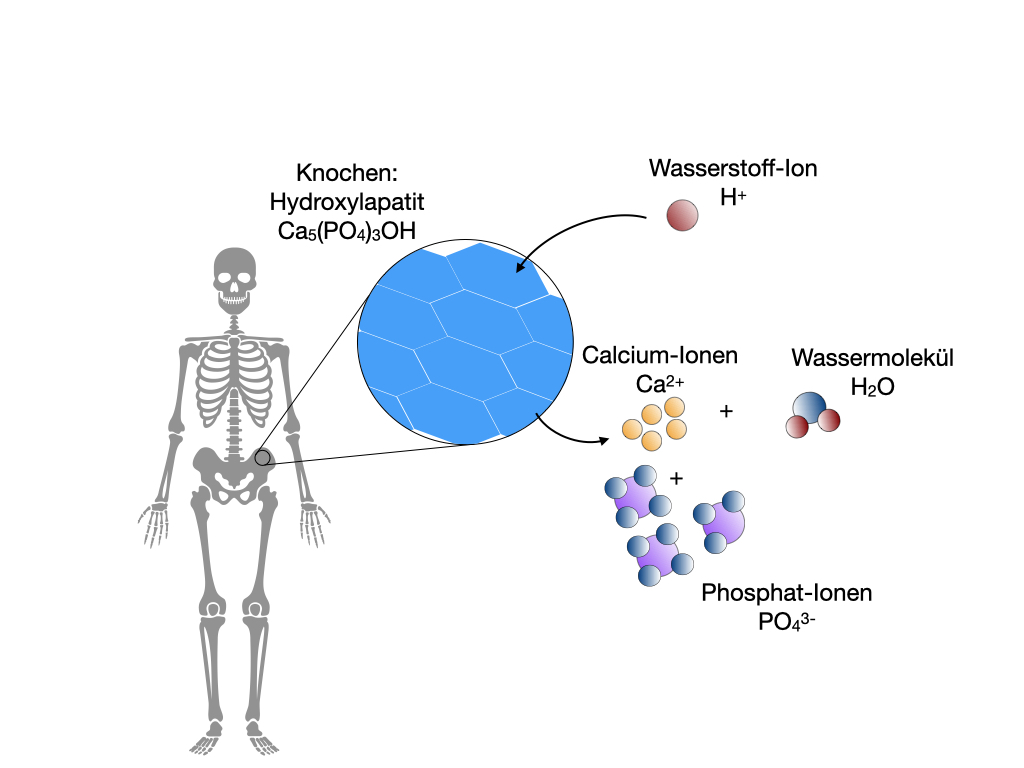 Knochen:
Hydroxylapatit
Ca₅(PO₄)₃OH
Wasserstoff-Ion
H⁺
Calcium-Ionen
Ca²⁺
+
Wassermolekül
H₂O
+
Phosphat-Ionen
PO₄³⁻